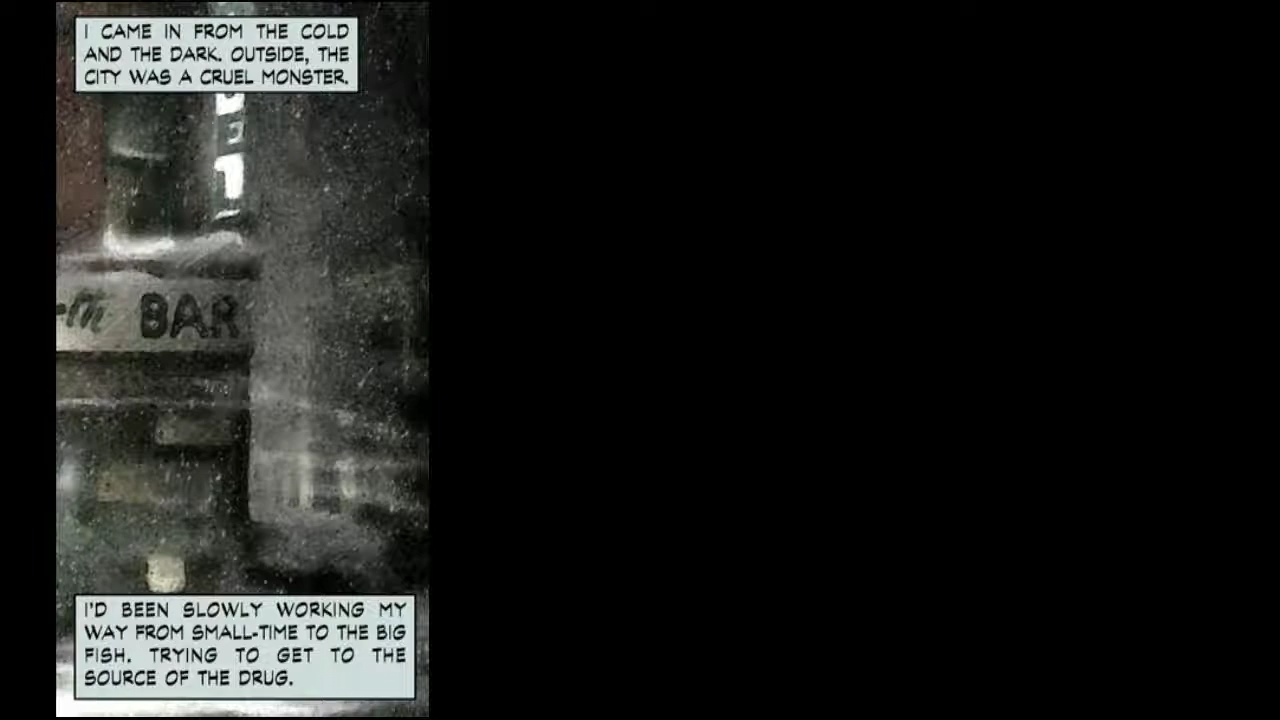 I CAME IN FROM THE COLD
AND THE DARK. OUTSIDE, THE
CITY WAS A CRUEL MONSTER.
BAR
I'D BEEN SLOWLY WORKING MY
WAY FROM SMALL-TIME TO THE BIG
FISH. TRYING TO GET TO THE
SOURCE OF THE DRUG.